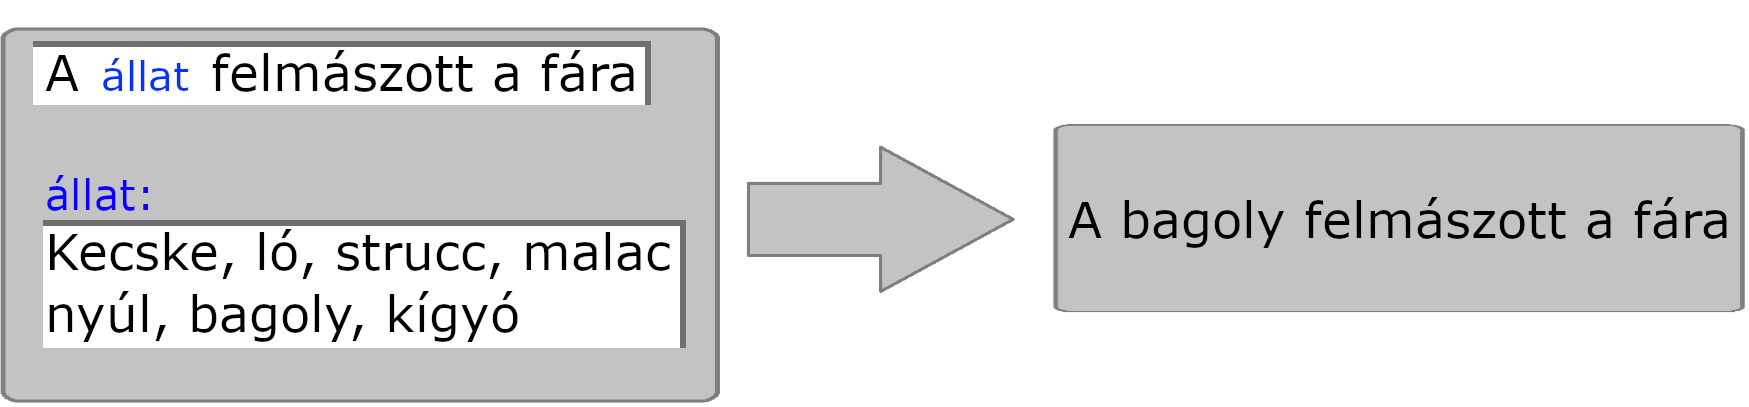 A állat felmászott a fára
állat:
Kecske, ló, strucc, malac
nyúl, bagoly, kígyó
A bagoly felmászott a fára